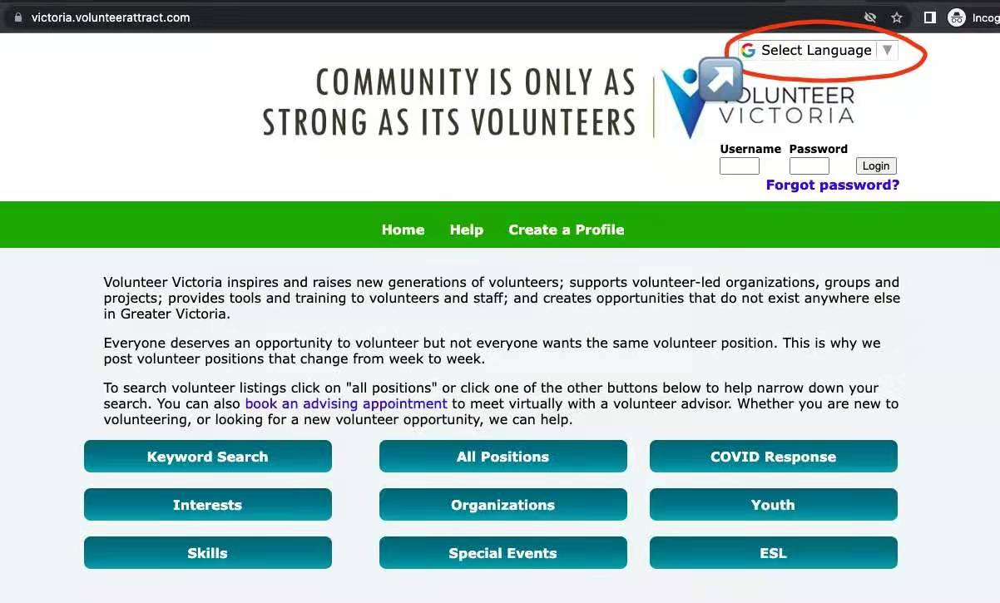 victoria.volunteerattract.com
Incog
Select Language
COMMUNITY IS ONLY AS
STRONG AS ITS VOLUNTEERS
VOLUNTEER
VICTORIA
Username Password
Login
Forgot password?
Home Help Create a Profile
Volunteer Victoria inspires and raises new generations of volunteers; supports volunteer-led organizations, groups and
projects; provides tools and training to volunteers and staff; and creates opportunities that do not exist anywhere else
in Greater Victoria.
Everyone deserves an opportunity to volunteer but not everyone wants the same volunteer position. This is why we
post volunteer positions that change from week to week.
To search volunteer listings click on "all positions" or click one of the other buttons below to help narrow down your
search. You can also book an advising appointment to meet virtually with a volunteer advisor. Whether you are new to
volunteering, or looking for a new volunteer opportunity, we can help.
Keyword Search All Positions COVID Response
Interests Organizations Youth
Skills Special Events ESL